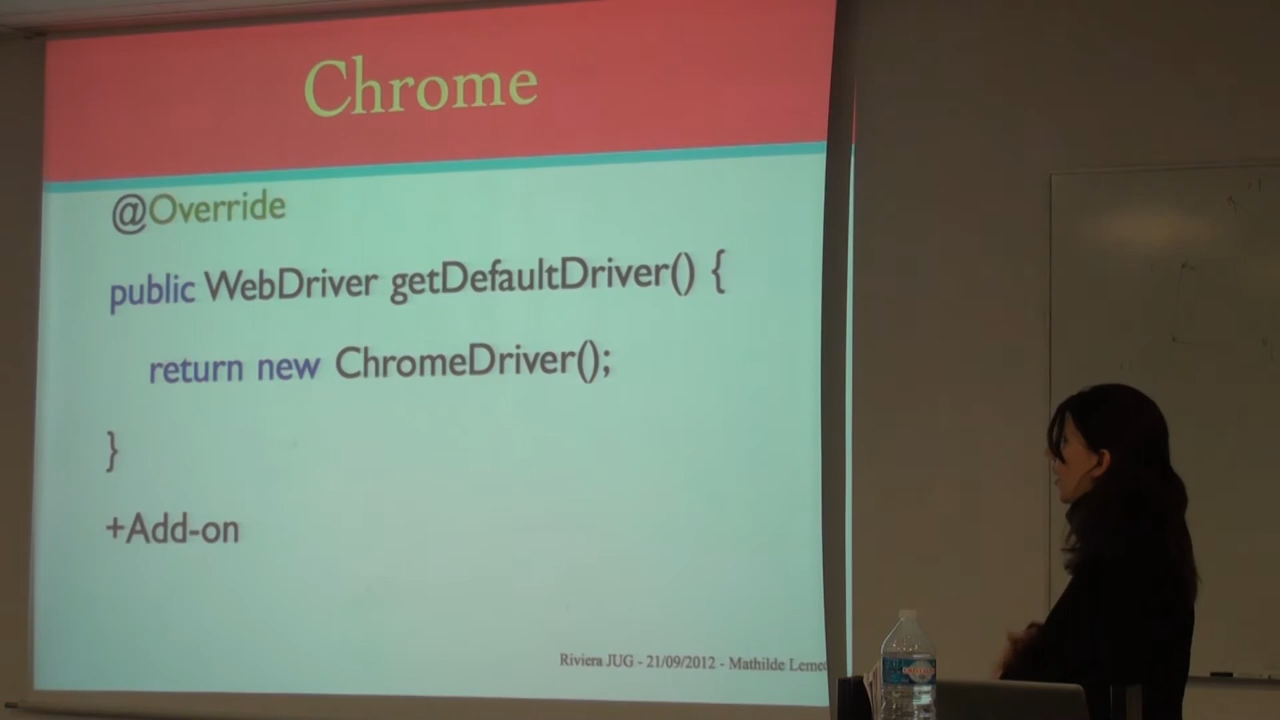 Chrome
@Override
public WebDriver getDefaultDriver() {
return new ChromeDriver();
}
+Add-on
Riviera JUG - 21/09/2012 - Mathilde